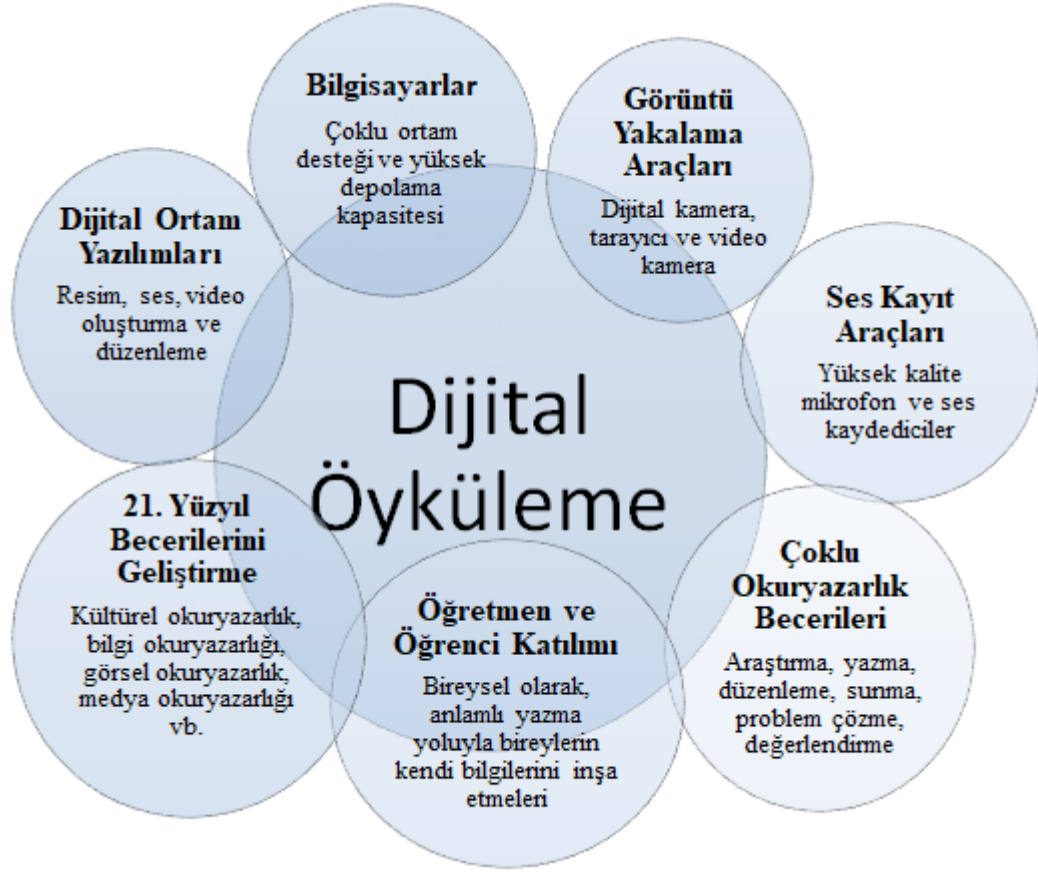 Bilgisayarlar
Çoklu ortam
desteği ve yüksek
depolama
kapasitesi
Görüntü
Yakalama
Araçları
Dijital kamera,
tarayıcı ve video
kamera
Ses Kayıt
Araçları
Yüksek kalite
mikrofon ve ses
kaydediciler
Çoklu
Okuryazarlık
Becerileri
Araştırma, yazma,
düzenleme, sunma,
problem çözme,
değerlendirme
Öğretmen ve
Öğrenci Katılımı
Bireysel olarak,
anlamlı yazma
yoluyla bireylerin
kendi bilgilerini inşa
etmeleri
21. Yüzyıl
Becerilerini
Geliştirme
Kültürel okuryazarlık,
bilgi okuryazarlığı,
görsel okuryazarlık,
medya okuryazarlığı
vb.
Dijital Ortam
Yazılımları
Resim, ses, video
oluşturma ve
düzenleme
Dijital
Öyküleme